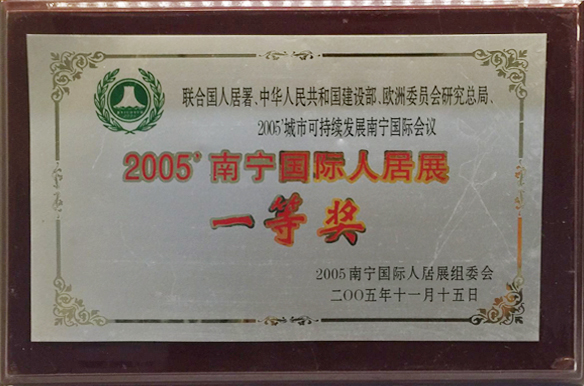 联合国人居署、中华人民共和国建设部、欧洲委员会研究总局、
2005'城市可持续发展南宁国际会议
2005'南宁国际人居展
一等奖
2005南宁国际人居展组委会
二〇〇五年十一月十五日